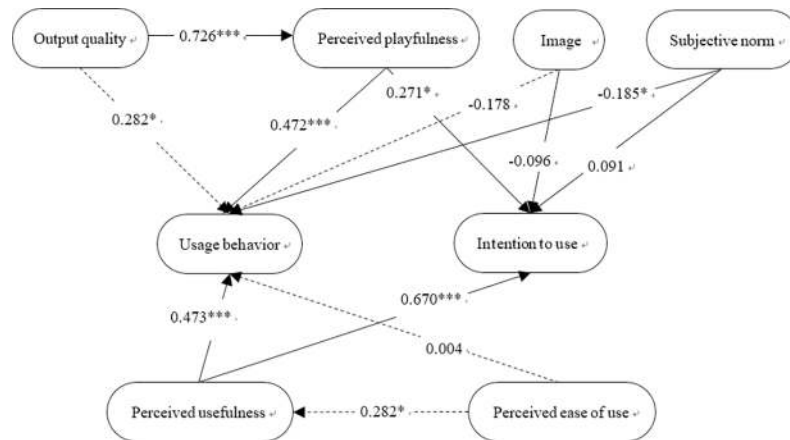 Output quality
0.726***
Perceived playfulness
Image
Subjective norm
0.282*
0.472***
0.271*
-0.178
-0.185*
-0.096
0.091
Usage behavior
Intention to use
0.473***
0.670***
0.004
Perceived usefulness
0.282*
Perceived ease of use